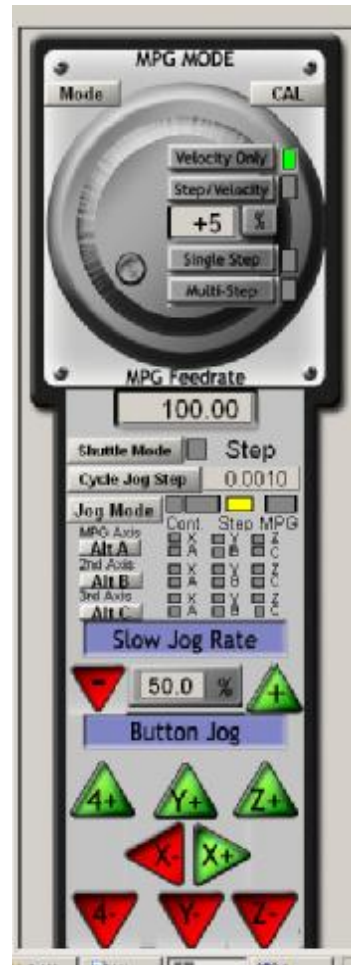 MPG MODE
Mode CAL
Velocity Only
Step/Velocity
+5 %
Single Step
Multi-Step
MPG Feedrate
100.00
Shuttle Mode Step
Cycle Jog Step 0.0010
Jog Mode
Cont. Step MPG
MPG Axis X Y Z
Alt A A B C
2nd Axis X Y Z
Alt B A B C
3rd Axis X Y Z
Alt C A B C
Slow Jog Rate
- 50.0 % +
Button Jog
4+ Y+ Z+
X- X+
4- Y- Z-